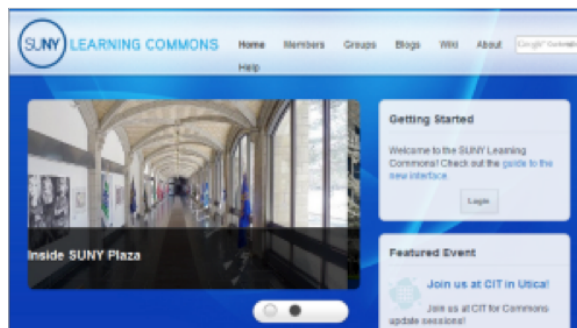 SUNY LEARNING COMMONS
Home Members Groups Blogs Wiki About
Help
Getting Started
Welcome to the SUNY Learning
Commons! Check out the guide to the
new interface.
Login
Inside SUNY Plaza
Featured Event
Join us at CIT in Utica!
Join us at CIT for Commons
update sessions!